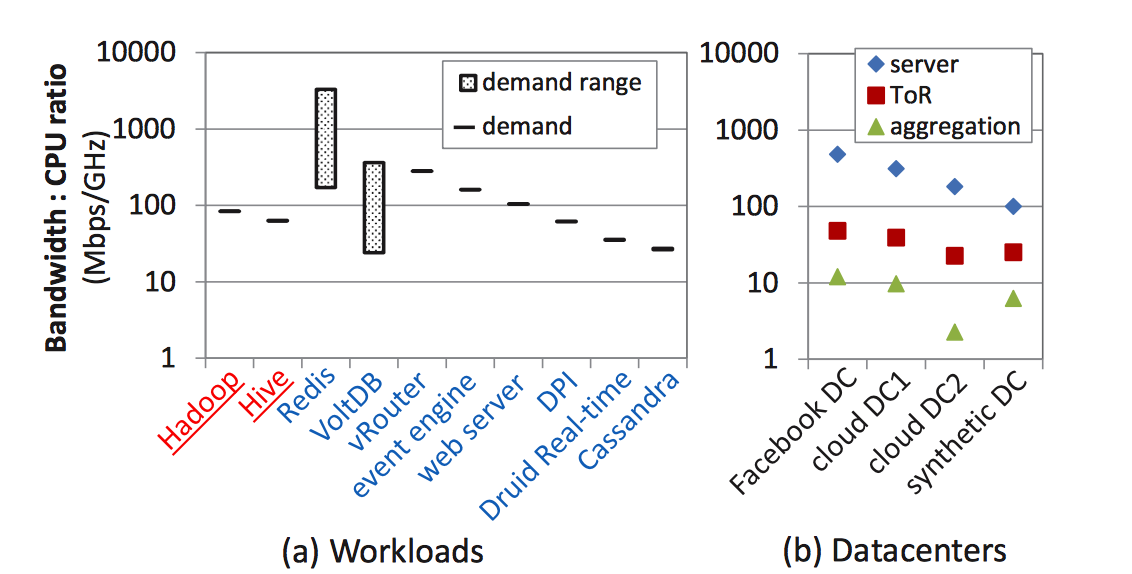 Bandwidth : CPU ratio
(Mbps/GHz)
10000
1000
100
10
1
demand range
demand
Hadoop
Hive
Redis
VoltDB
vRouter
event engine
web server
DPI
Druid Real-time
Cassandra
(a) Workloads
10000
1000
100
10
1
server
ToR
aggregation
Facebook DC
cloud DC1
cloud DC2
synthetic DC
(b) Datacenters